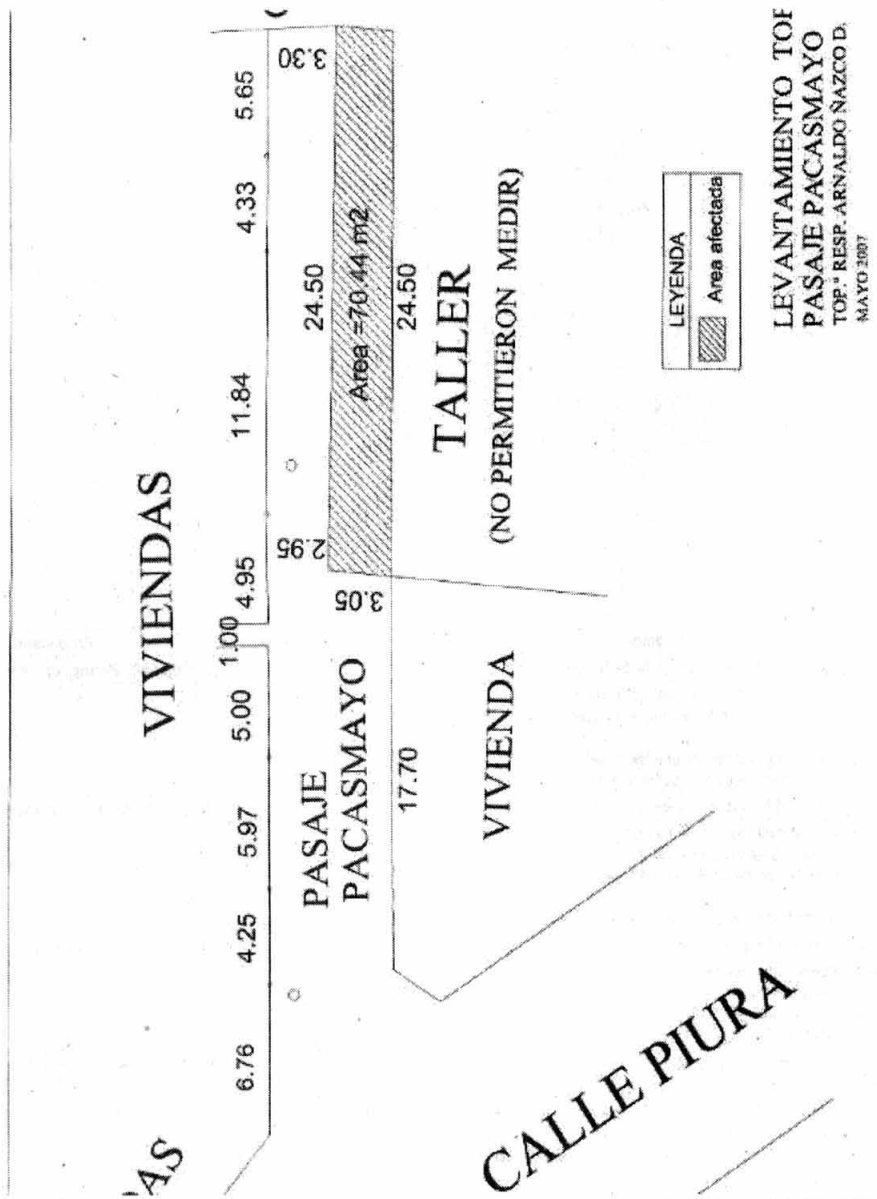 VIVIENDAS
6.76
4.25
5.97
5.00
1.00
4.95
11.84
4.33
5.65
PASAJE
PACASMAYO
2.95
3.05
3.30
24.50
Area =70.44 m2
24.50
17.70
VIVIENDA
TALLER
(NO PERMITIERON MEDIR)
CALLE PIURA
LEYENDA
Area afectada
LEVANTAMIENTO
PASAJE PACASMAYO
TOP.° RESP. ARNALDO ÑAZCO D.
MAYO 2007